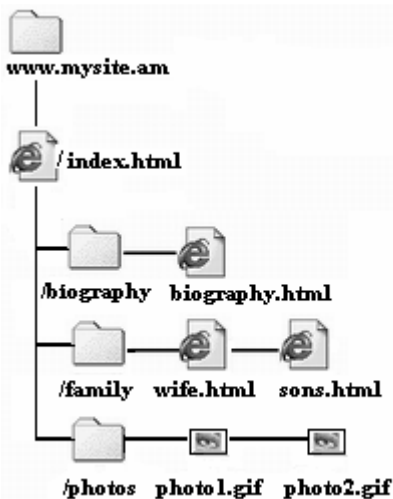 www.mysite.am
/index.html
/biography biography.html
/family wife.html sons.html
/photos photo1.gif photo2.gif